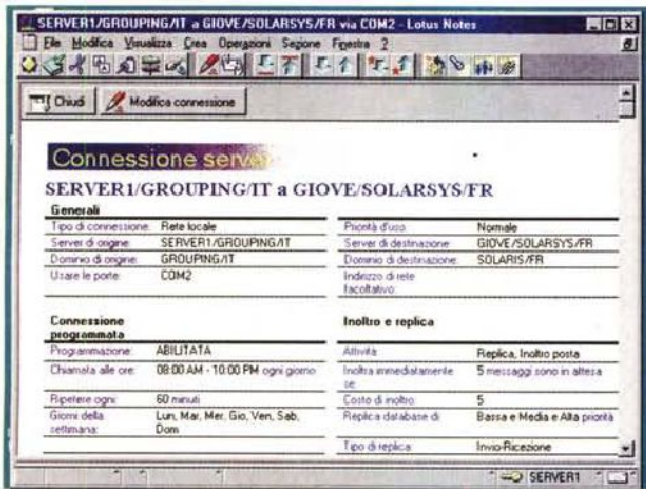 SERVER1/GROUPING/IT a GIOVE/SOLARSYS/FR via COM2 - Lotus Notes
File Modifica Visualizza Crea Operazioni Sezione Finestra ?
Chiudi Modifica connessione
Connessione server
SERVER1/GROUPING/IT a GIOVE/SOLARSYS/FR
Generali
Tipo di connessione: Rete locale Priorità d'uso: Normale
Server di origine: SERVER1/GROUPING/IT Server di destinazione: GIOVE/SOLARSYS/FR
Dominio di origine: GROUPING/IT Dominio di destinazione: SOLARIS/FR
Usare le porte: COM2 Indirizzo di rete
facoltativo:
Connessione Inoltro e replica
programmata
Programmazione: ABILITATA Attività: Replica, Inoltro posta
Chiamata alle ore: 08:00 AM - 10:00 PM ogni giorno Inoltra immediatamente 5 messaggi sono in attesa
se:
Ripetere ogni: 60 minuti Costo di inoltro: 5
Giorni della Lun, Mar, Mer, Gio, Ven, Sab, Replica database di: Bassa e Media e Alta priorità
settimana: Dom
Tipo di replica: Invio-Ricezione
SERVER1